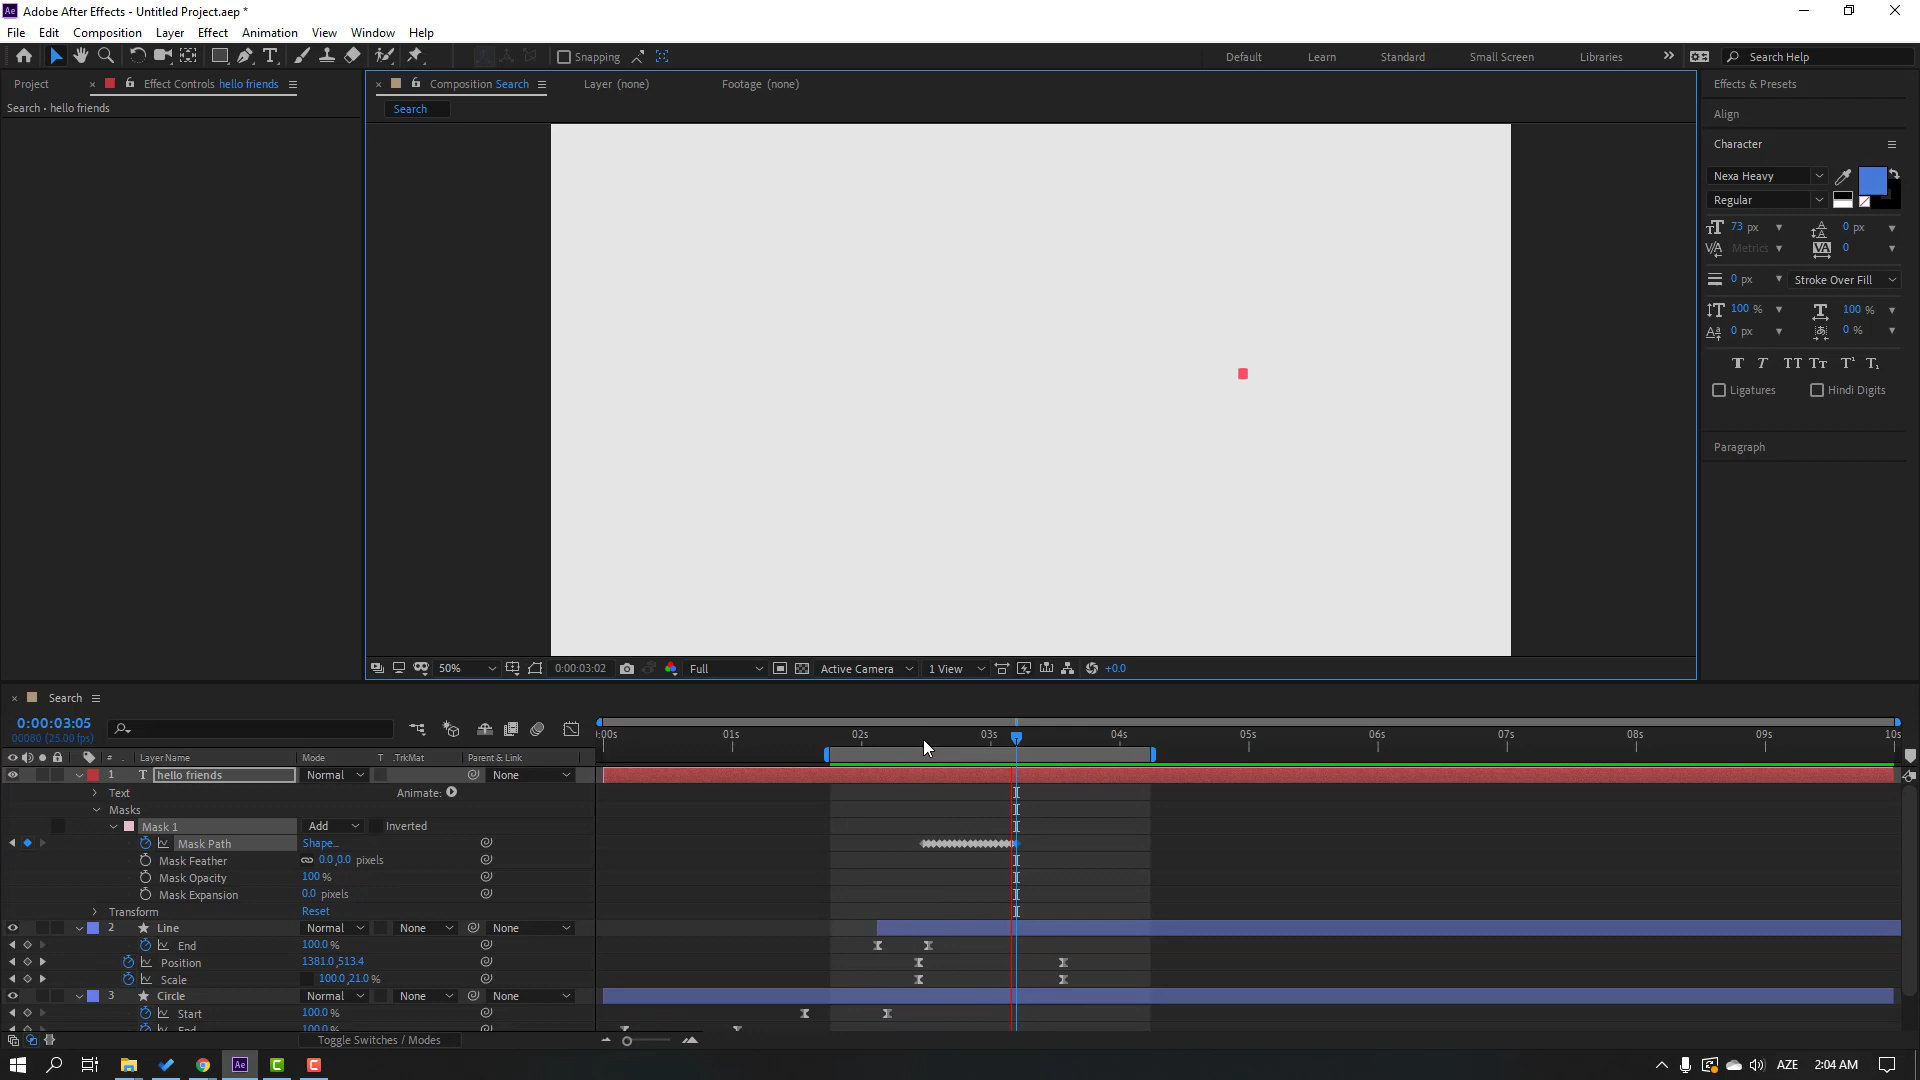 Adobe After Effects - Untitled Project.aep *
File Edit Composition Layer Effect Animation View Window Help
Snapping Default Learn Standard Small Screen Libraries Search Help
Project Effect Controls hello friends Composition Search Layer (none) Footage (none) Effects & Presets
Search • hello friends
Search
Align
Character
Nexa Heavy
Regular
73 px 0 px
Metrics 0
0 px Stroke Over Fill
100 % 100 %
0 px 0 %
Ligatures Hindi Digits
Paragraph
50% 0:00:03:02 Full Active Camera 1 View +0.0
Search
0:00:03:05
00080 (25.00 fps)
:00s 01s 02s 03s 04s 05s 06s 07s 08s 09s 10s
# Layer Name Mode T .TrkMat Parent & Link
1 T hello friends Normal None
Text Animate:
Masks
Mask 1 Add Inverted
Mask Path Shape...
Mask Feather 0.0,0.0 pixels
Mask Opacity 100 %
Mask Expansion 0.0 pixels
Transform Reset
2 Line Normal None None
End 100.0 %
Position 1381.0,513.4
Scale 100.0,21.0 %
3 Circle Normal None None
Start 100.0 %
End 100.0 %
Toggle Switches / Modes
Ae AZE 2:04 AM